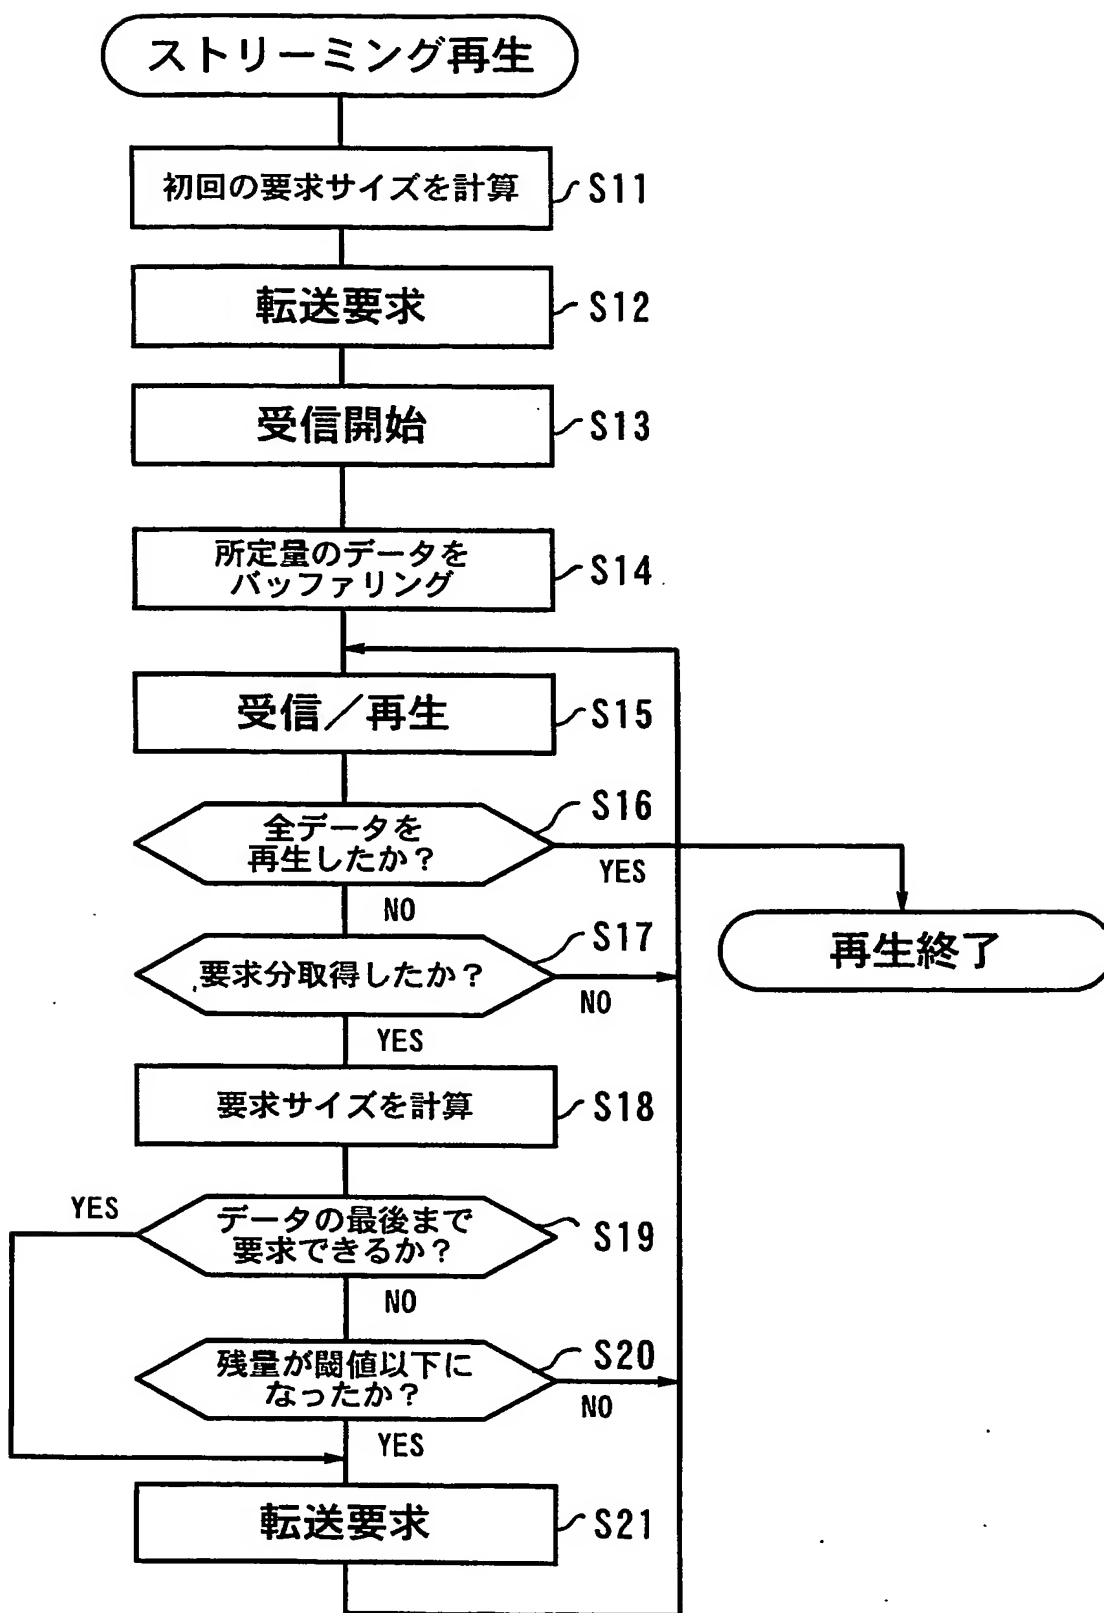 ストリーミング再生
初回の要求サイズを計算
S11
転送要求
S12
受信開始
S13
所定量のデータを
バッファリング
S14
受信／再生
S15
全データを
再生したか？
S16
YES
NO
再生終了
要求分取得したか？
S17
NO
YES
要求サイズを計算
S18
YES
データの最後まで
要求できるか？
S19
NO
残量が閾値以下に
なったか？
S20
NO
YES
転送要求
S21